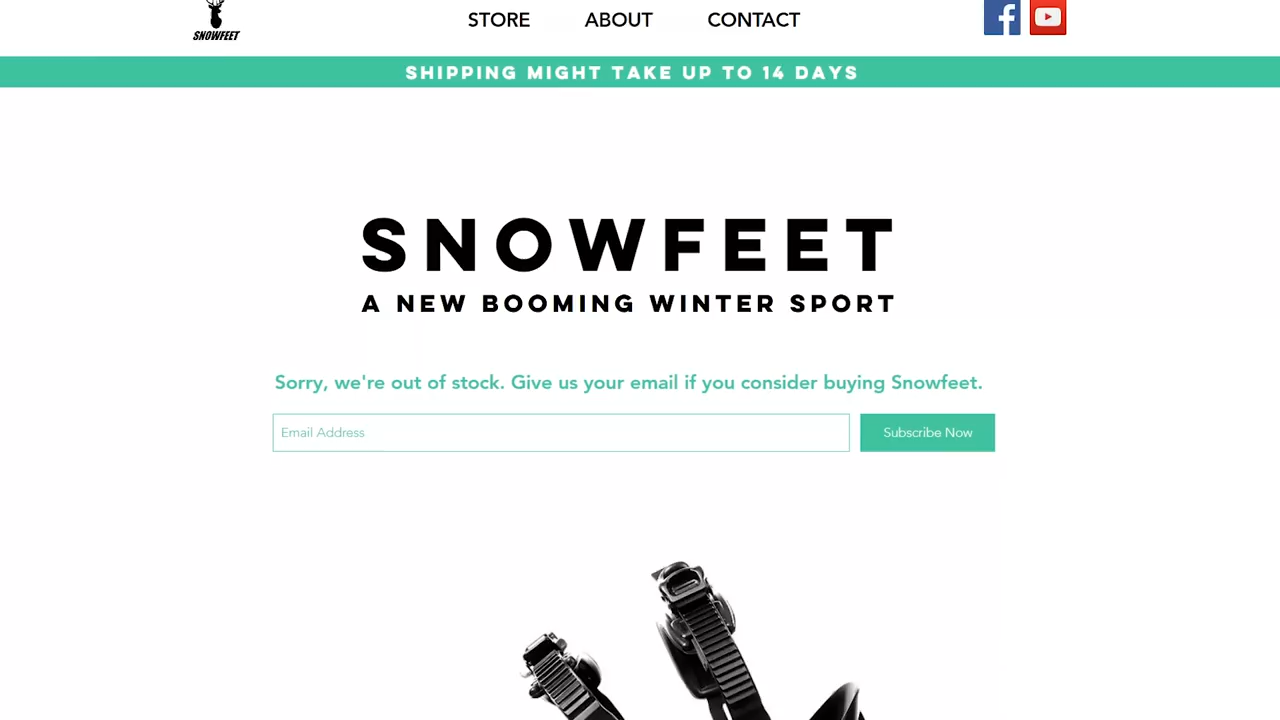 SNOWFEET
STORE ABOUT CONTACT
SHIPPING MIGHT TAKE UP TO 14 DAYS
SNOWFEET
A NEW BOOMING WINTER SPORT
Sorry, we're out of stock. Give us your email if you consider buying Snowfeet.
Email Address
Subscribe Now